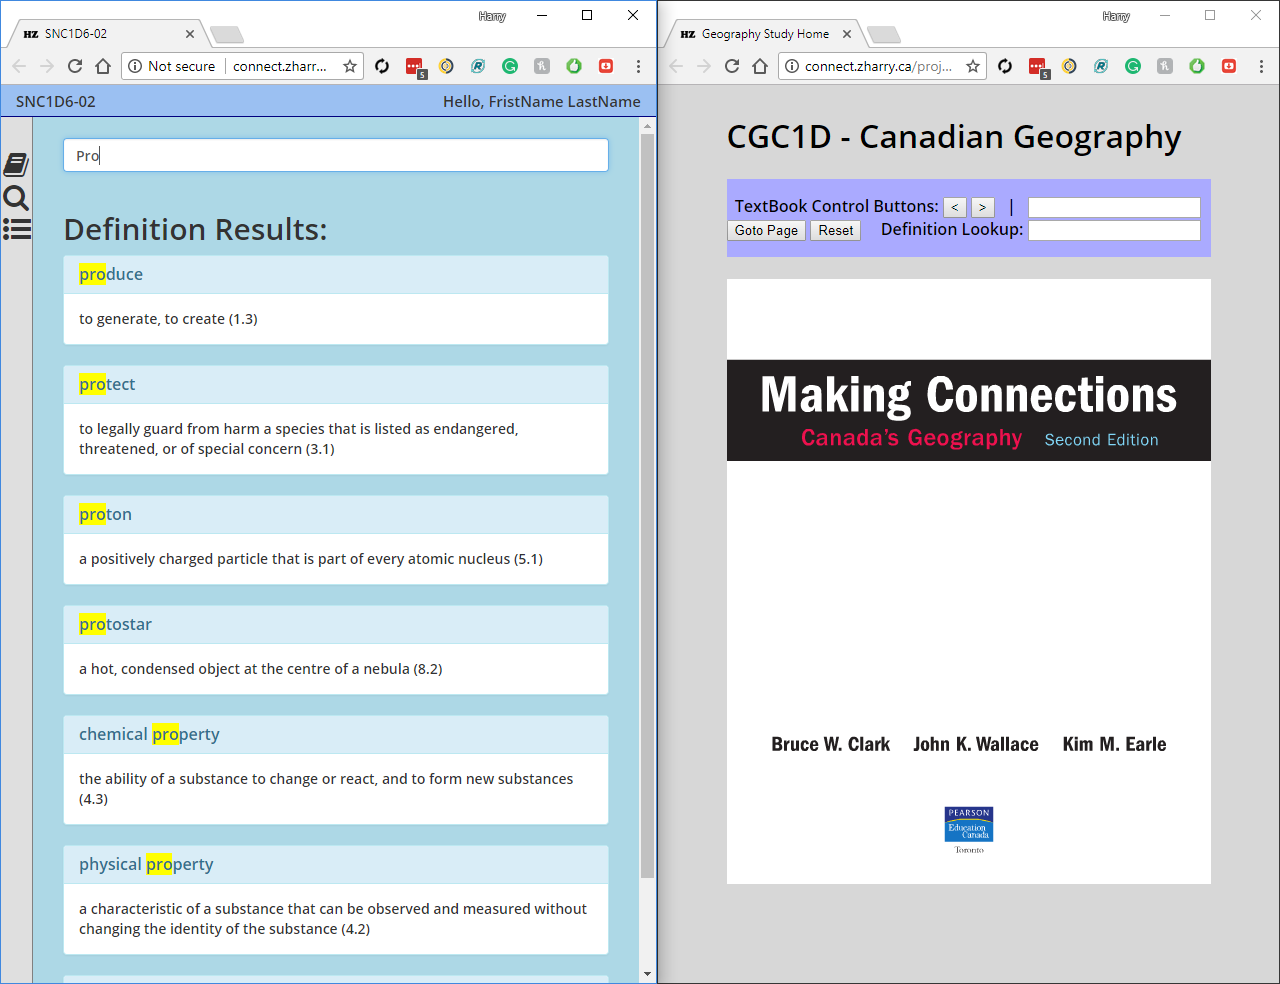 Harry
HZ SNC1D6-02
Not secure | connect.zharry...
5
SNC1D6-02
Hello, FristName LastName
Pro
Definition Results:
produce
to generate, to create (1.3)
protect
to legally guard from harm a species that is listed as endangered,
threatened, or of special concern (3.1)
proton
a positively charged particle that is part of every atomic nucleus (5.1)
protostar
a hot, condensed object at the centre of a nebula (8.2)
chemical property
the ability of a substance to change or react, and to form new substances
(4.3)
physical property
a characteristic of a substance that can be observed and measured without
changing the identity of the substance (4.2)
Harry
HZ Geography Study Home
connect.zharry.ca/proj...
5
CGC1D - Canadian Geography
TextBook Control Buttons: < > |
Goto Page Reset Definition Lookup:
Making Connections
Canada's Geography Second Edition
Bruce W. Clark John K. Wallace Kim M. Earle
PEARSON
Education
Canada
Toronto